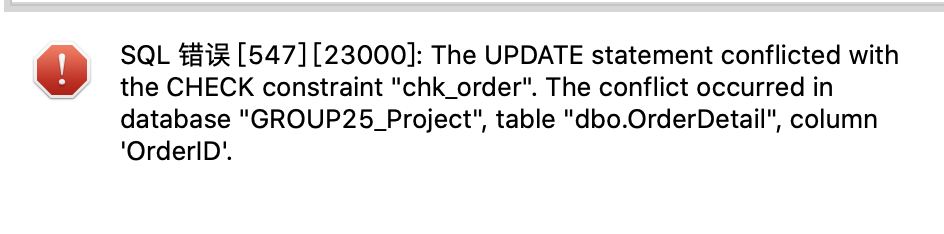 SQL 错误 [547] [23000]: The UPDATE statement conflicted with
the CHECK constraint "chk_order". The conflict occurred in
database "GROUP25_Project", table "dbo.OrderDetail", column
'OrderID'.